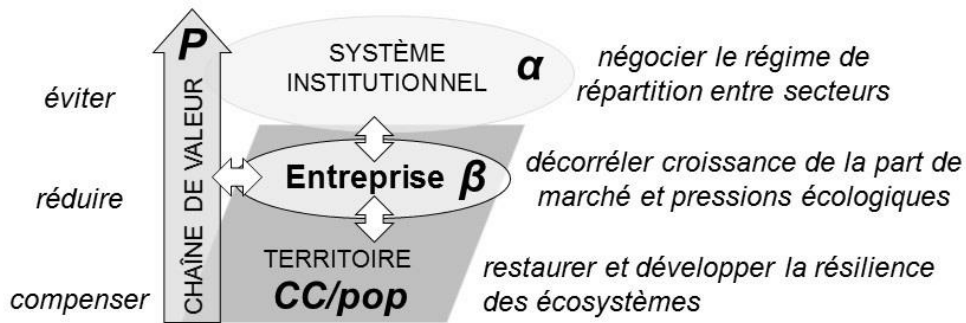 P
CHAÎNE DE VALEUR
éviter
réduire
compenser
SYSTÈME
INSTITUTIONNEL
α
Entreprise β
TERRITOIRE
CC/pop
négocier le régime de
répartition entre secteurs
décorréler croissance de la part de
marché et pressions écologiques
restaurer et développer la résilience
des écosystèmes